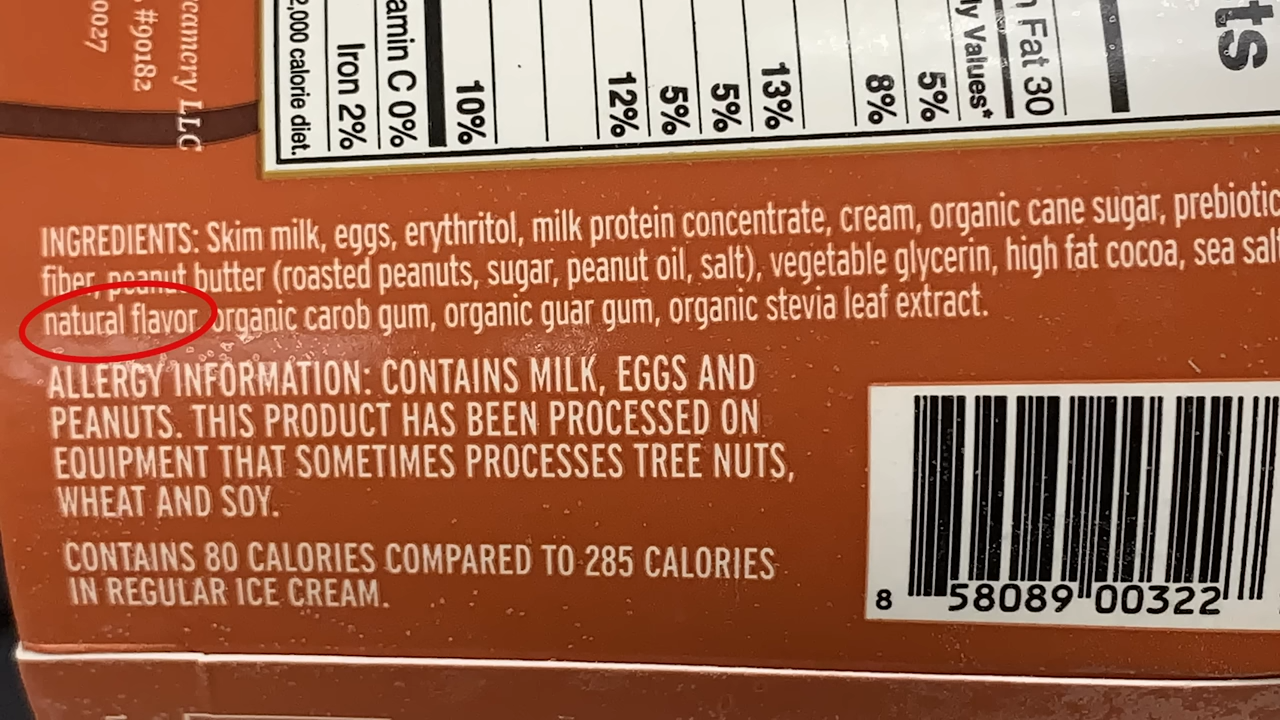 ts
n Fat 30
ly Values*
5%
8%
13%
5%
5%
12%
10%
amin C 0%
Iron 2%
2,000 calorie diet.
camery LLC
#90182
0027
INGREDIENTS: Skim milk, eggs, erythritol, milk protein concentrate, cream, organic cane sugar, prebiotic
fiber, peanut butter (roasted peanuts, sugar, peanut oil, salt), vegetable glycerin, high fat cocoa, sea salt
natural flavor, organic carob gum, organic guar gum, organic stevia leaf extract.
ALLERGY INFORMATION: CONTAINS MILK, EGGS AND
PEANUTS. THIS PRODUCT HAS BEEN PROCESSED ON
EQUIPMENT THAT SOMETIMES PROCESSES TREE NUTS,
WHEAT AND SOY.
CONTAINS 80 CALORIES COMPARED TO 285 CALORIES
IN REGULAR ICE CREAM.
8 58089 00322